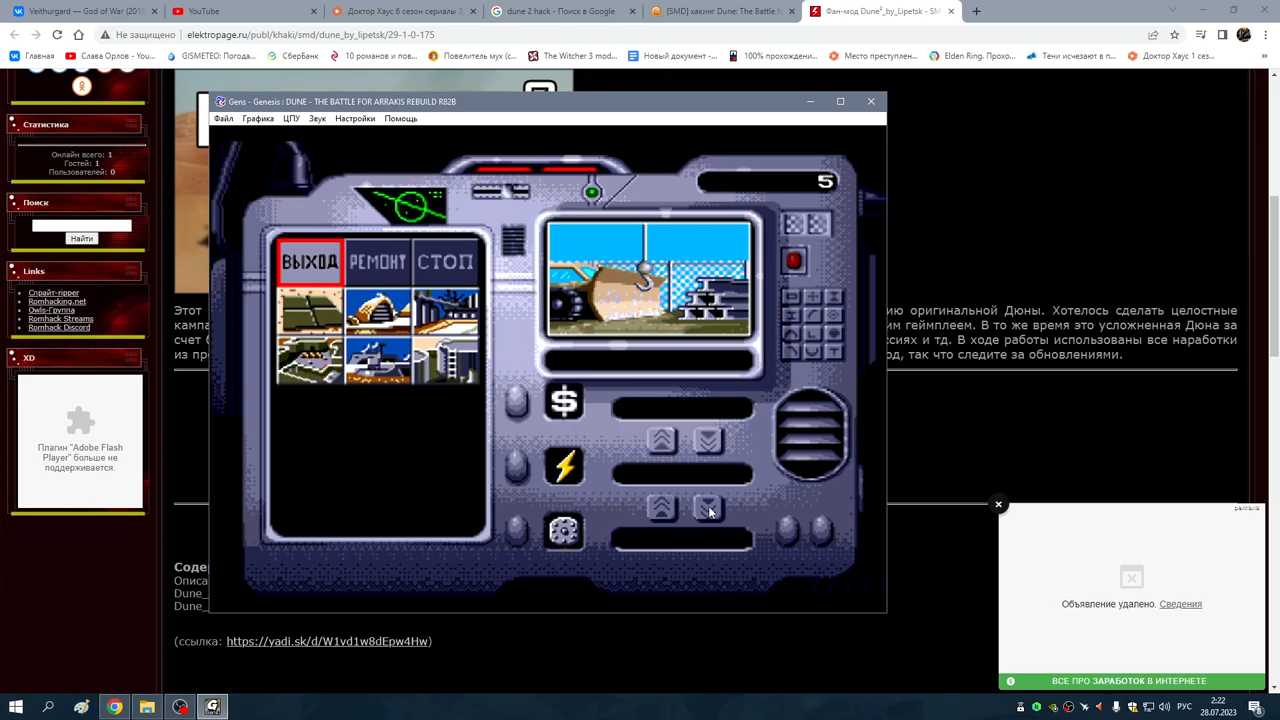 Veithurgard — God of War (2018
YouTube
Доктор Хаус 6 сезон сериалы 3
dune 2 hack - Поиск в Google
[SMD] хакинг Dune: The Battle f
Фан-мод Dune²_by_Lipetsk - SM
Не защищено
elektropage.ru/publ/khaki/smd/dune_by_lipetsk/29-1-0-175
Главная
Слава Орлов - You...
GISMETEO: Погода...
СберБанк
10 романов и пов...
Повелитель мух (с...
The Witcher 3 mod...
Новый документ -...
100% прохождени...
Место преступлен...
Elden Ring. Прохо...
Тени исчезают в п...
Доктор Хаус 1 сез...
»
Статистика
Онлайн всего: 1
Гостей: 1
Пользователей: 0
Поиск
Найти
Links
Спрайт-ripper
Romhacking.net
Owls-Группа
Romhack Streams
Romhack Discord
XD
Плагин "Adobe Flash
Player" больше не
поддерживается.
Gens - Genesis : DUNE - THE BATTLE FOR ARRAKIS REBUILD R82B
Файл Графика ЦПУ Звук Настройки Помощь
5
ВЫХОД РЕМОНТ СТОП
$
Этот
ию оригинальной Дюны. Хотелось сделать целостные
кампа
им геймплеем. В то же время это усложненная Дюна за
счет б
сиях и тд. В ходе работы использованы все наработки
из пр
од, так что следите за обновлениями.
Соде
Описа
Dune_
Dune_
(ссылка: https://yadi.sk/d/W1vd1w8dEpw4Hw)
Объявление удалено. Сведения
ВСЕ ПРО ЗАРАБОТОК В ИНТЕРНЕТЕ
РУС
2:22
28.07.2023
8